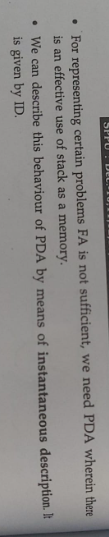 • For representing certain problems FA is not sufficient, we need PDA wherein there
is an effective use of stack as a memory.
• We can describe this behaviour of PDA by means of instantaneous description. It
is given by ID.